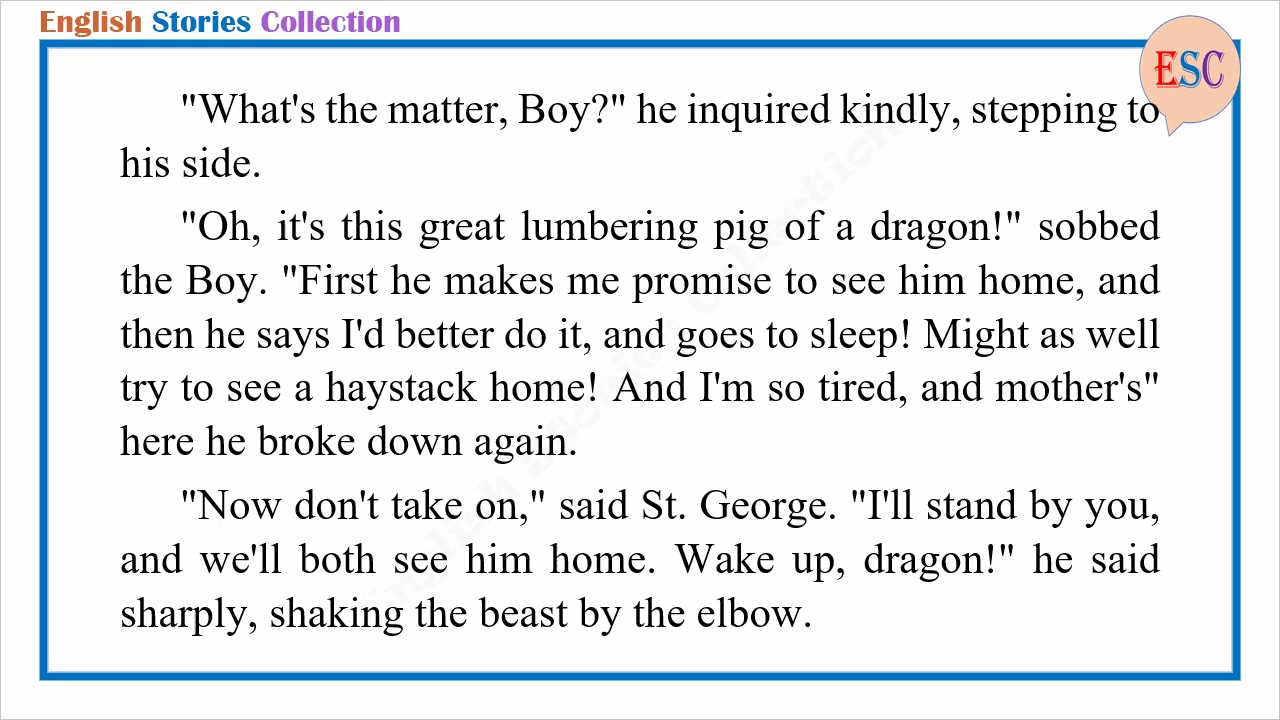 English Stories Collection
ESC
"What's the matter, Boy?" he inquired kindly, stepping to
his side.
"Oh, it's this great lumbering pig of a dragon!" sobbed
the Boy. "First he makes me promise to see him home, and
then he says I'd better do it, and goes to sleep! Might as well
try to see a haystack home! And I'm so tired, and mother's"
here he broke down again.
"Now don't take on," said St. George. "I'll stand by you,
and we'll both see him home. Wake up, dragon!" he said
sharply, shaking the beast by the elbow.
English Stories Collection